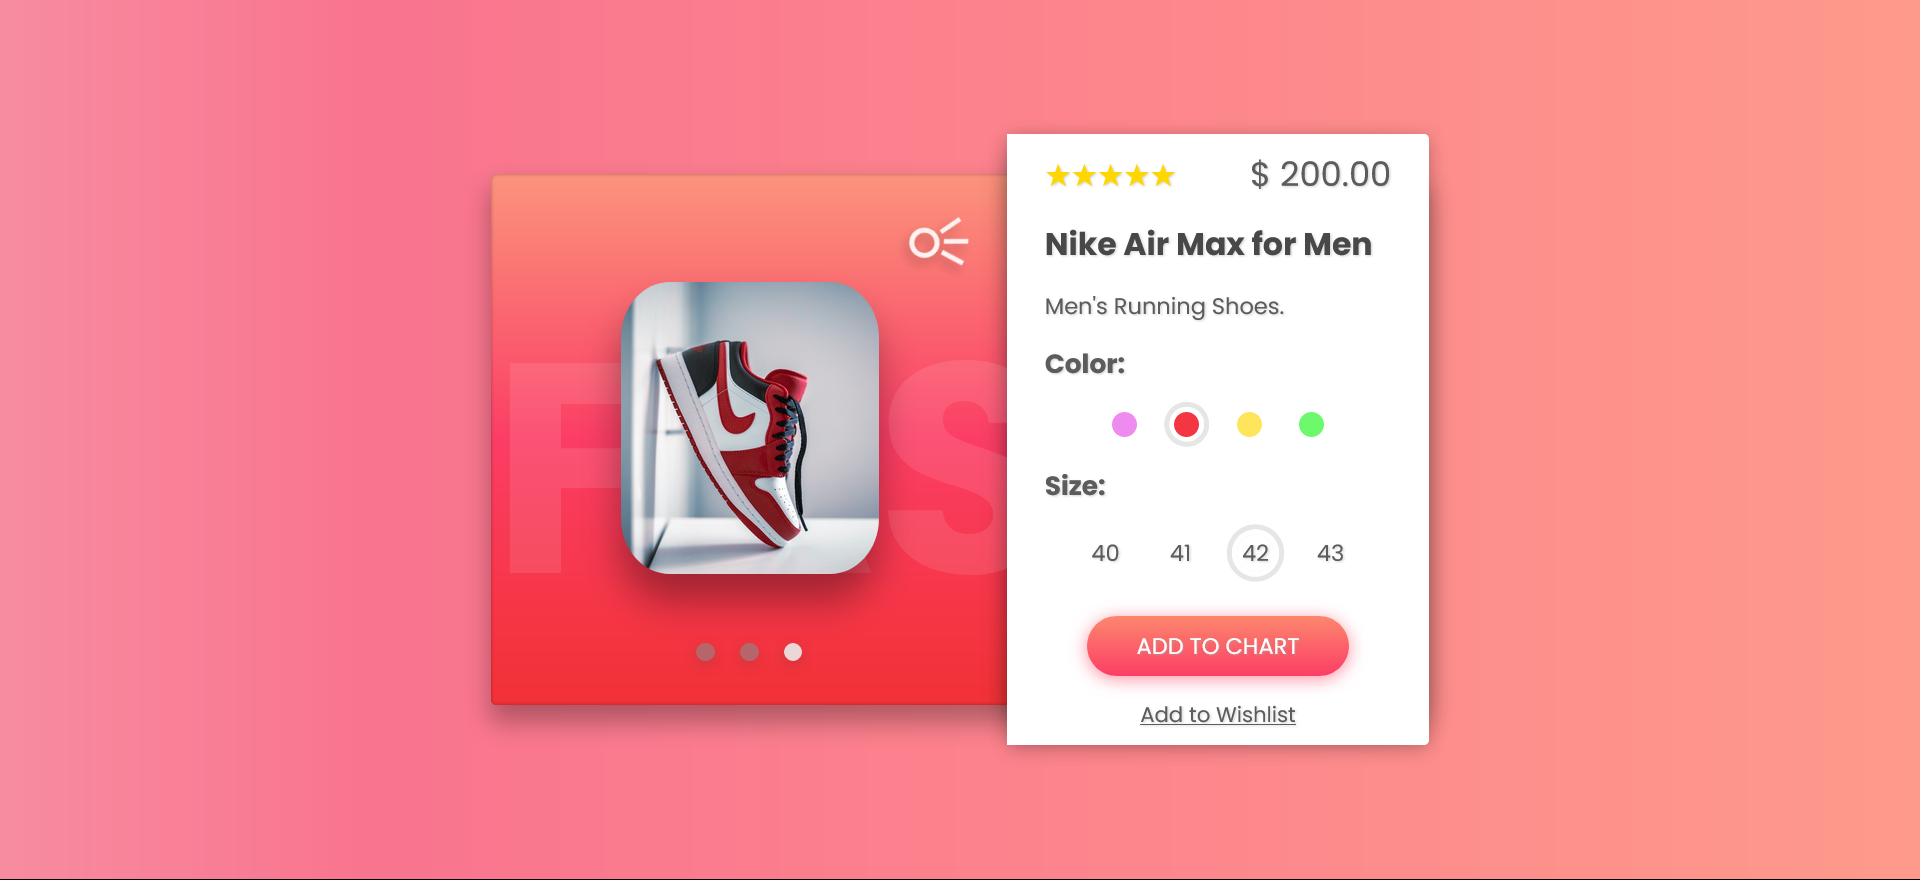 ★★★★★ $ 200.00
Nike Air Max for Men
Men's Running Shoes.
Color:
Size:
40 41 42 43
ADD TO CHART
Add to Wishlist